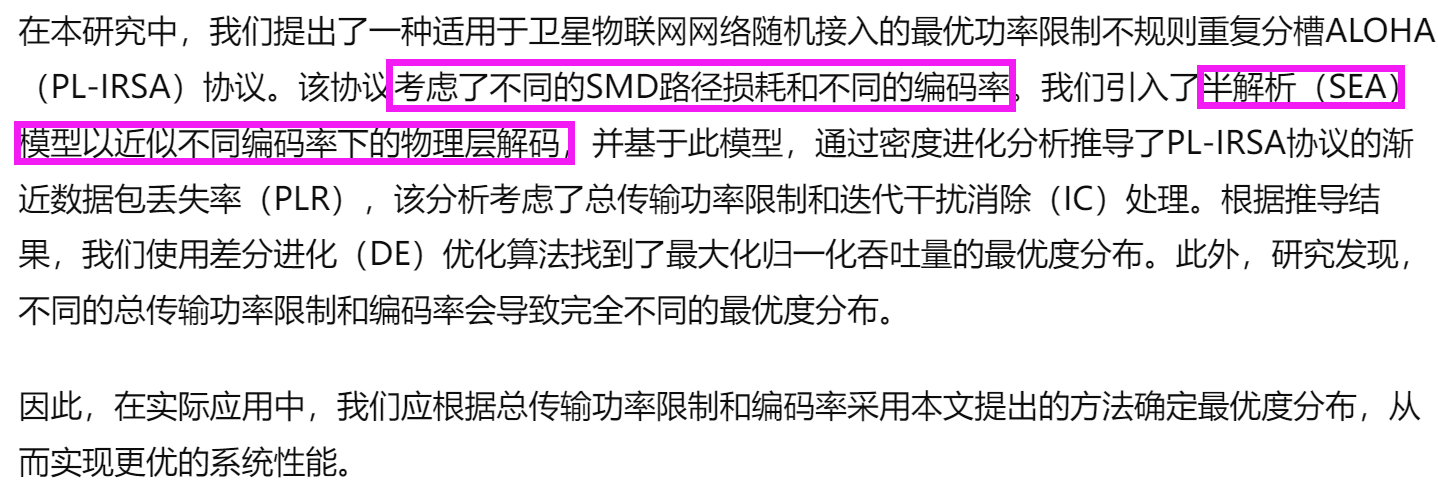 在本研究中，我们提出了一种适用于卫星物联网网络随机接入的最优功率限制不规则重复分槽ALOHA
（PL-IRSA）协议。该协议考虑了不同的SMD路径损耗和不同的编码率。我们引入了半解析（SEA）
模型以近似不同编码率下的物理层解码，并基于此模型，通过密度进化分析推导了PL-IRSA协议的渐
近数据包丢失率（PLR），该分析考虑了总传输功率限制和迭代干扰消除（IC）处理。根据推导结
果，我们使用差分进化（DE）优化算法找到了最大化归一化吞吐量的最优度分布。此外，研究发现，
不同的总传输功率限制和编码率会导致完全不同的最优度分布。
因此，在实际应用中，我们应根据总传输功率限制和编码率采用本文提出的方法确定最优度分布，从
而实现更优的系统性能。